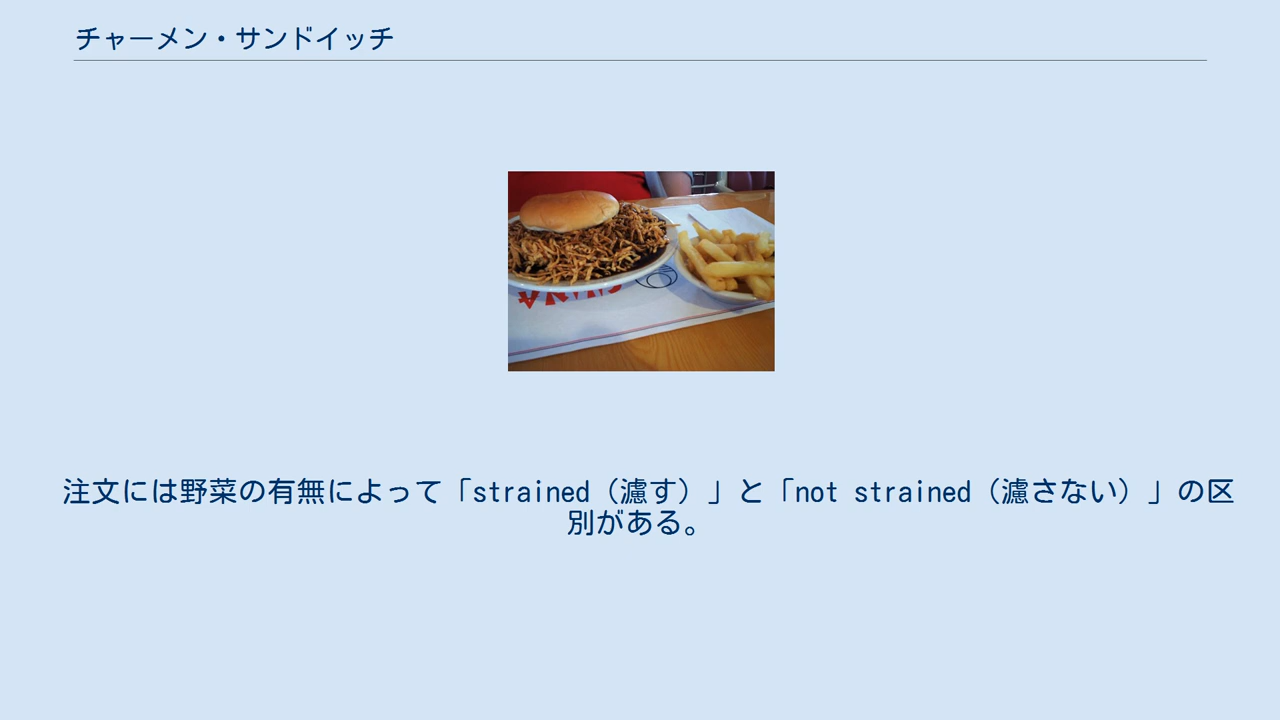 チャーメン・サンドイッチ
注文には野菜の有無によって「strained（濾す）」と「not strained（濾さない）」の区
別がある。